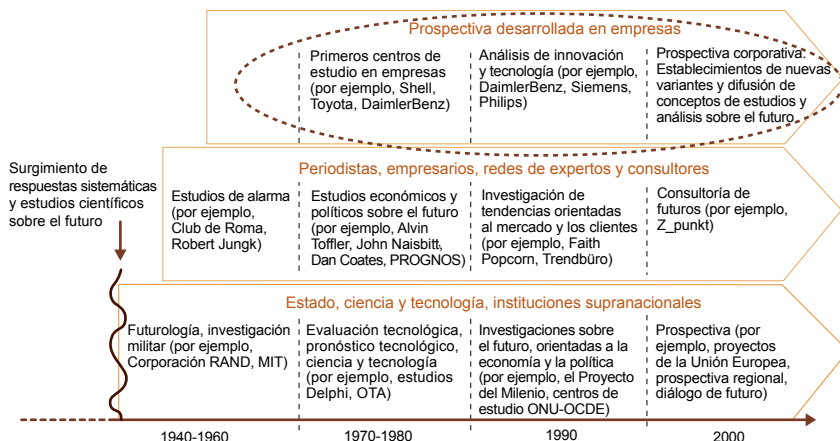 Prospectiva desarrollada en empresas
Primeros centros de
estudio en empresas
(por ejemplo, Shell,
Toyota, DaimlerBenz)
Análisis de innovación
y tecnología (por ejemplo,
DaimlerBenz, Siemens,
Philips)
Prospectiva corporativa:
Establecimientos de nuevas
variantes y difusión de
conceptos de estudios y
análisis sobre el futuro.
Surgimiento de
respuestas sistemáticas
y estudios científicos
sobre el futuro
Periodistas, empresarios, redes de expertos y consultores
Estudios de alarma
(por ejemplo,
Club de Roma,
Robert Jungk)
Estudios económicos y
políticos sobre el futuro
(por ejemplo, Alvin
Toffler, John Naisbitt,
Dan Coates, PROGNOS)
Investigación de
tendencias orientadas
al mercado y los clientes
(por ejemplo, Faith
Popcorn, Trendbüro)
Consultoría de
futuros (por ejemplo,
Z_punkt)
Estado, ciencia y tecnología, instituciones supranacionales
Futurología, investigación
militar (por ejemplo,
Corporación RAND, MIT)
Evaluación tecnológica,
pronóstico tecnológico,
ciencia y tecnología
(por ejemplo, estudios
Delphi, OTA)
Investigaciones sobre
el futuro, orientadas a la
economía y la política
(por ejemplo, el Proyecto
del Milenio, centros de
estudio ONU-OCDE)
Prospectiva (por
ejemplo, proyectos
de la Unión Europea,
prospectiva regional,
diálogo de futuro)
1940-1960
1970-1980
1990
2000